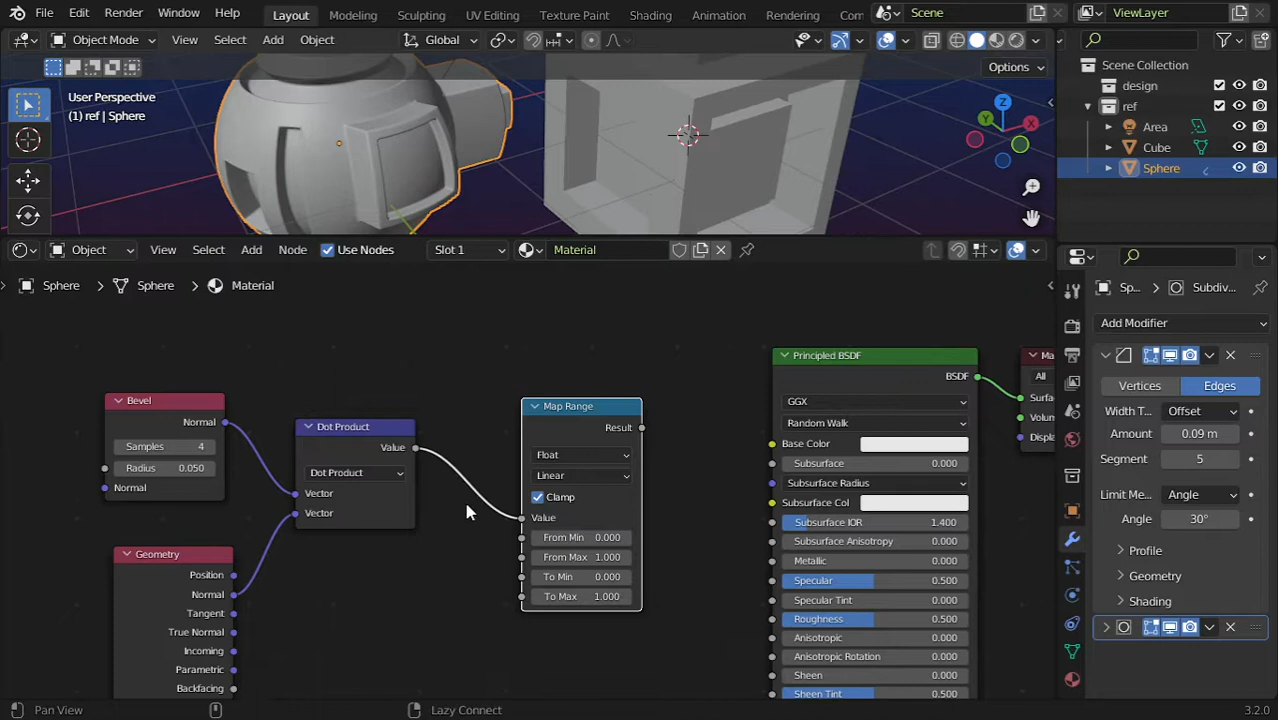 File Edit Render Window Help Layout Modeling Sculpting UV Editing Texture Paint Shading Animation Rendering Com Scene ViewLayer
Object Mode View Select Add Object Global
Options
User Perspective
(1) ref | Sphere
Z
Y
X
Scene Collection
design
ref
Area
Cube
Sphere
Object View Select Add Node Use Nodes Slot 1 Material
Sphere > Sphere > Material
Bevel
Normal
Samples 4
Radius 0.050
Normal
Geometry
Position
Normal
Tangent
True Normal
Incoming
Parametric
Backfacing
Dot Product
Value
Dot Product
Vector
Vector
Map Range
Result
Float
Linear
Clamp
Value
From Min 0.000
From Max 1.000
To Min 0.000
To Max 1.000
Principled BSDF
BSDF
GGX
Random Walk
Base Color
Subsurface 0.000
Subsurface Radius
Subsurface Col
Subsurface IOR 1.400
Subsurface Anisotropy 0.000
Metallic 0.000
Specular 0.500
Specular Tint 0.000
Roughness 0.500
Anisotropic 0.000
Anisotropic Rotation 0.000
Sheen 0.000
Sheen Tint 0.500
Ma
All
Surfac
Volum
Displa
Sp... > Subdiv...
Add Modifier
Vertices Edges
Width T... Offset
Amount 0.09 m
Segment 5
Limit Me... Angle
Angle 30°
Profile
Geometry
Shading
Pan View Lazy Connect 3.2.0